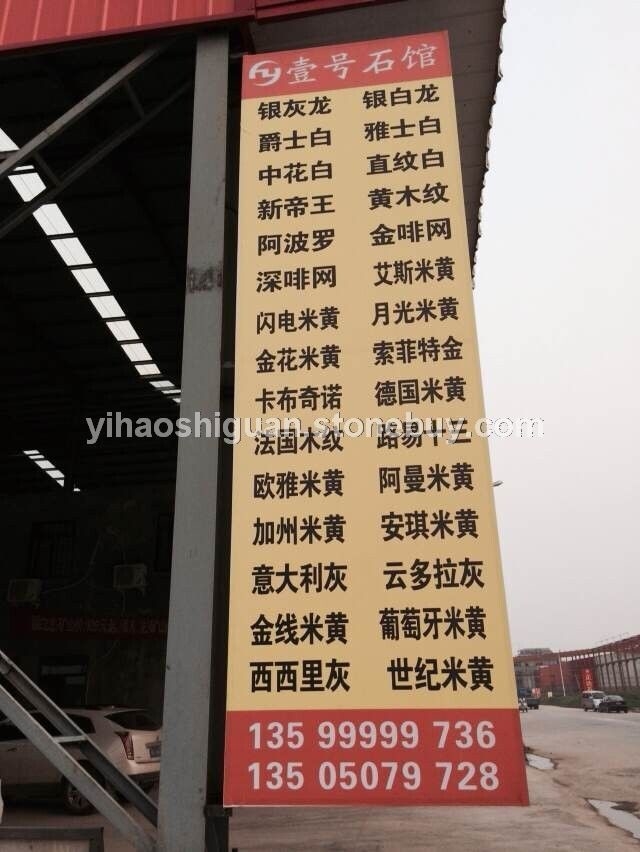 壹号石馆
银灰龙 银白龙
爵士白 雅士白
中花白 直纹白
新帝王 黄木纹
阿波罗 金啡网
深啡网 艾斯米黄
闪电米黄 月光米黄
金花米黄 索菲特金
卡布奇诺 德国米黄
yihaoshiguan.stonebuy.com
法国木纹 路易十三
欧雅米黄 阿曼米黄
加州米黄 安琪米黄
意大利灰 云多拉灰
金线米黄 葡萄牙米黄
西西里灰 世纪米黄
135 99999 736
135 05079 728